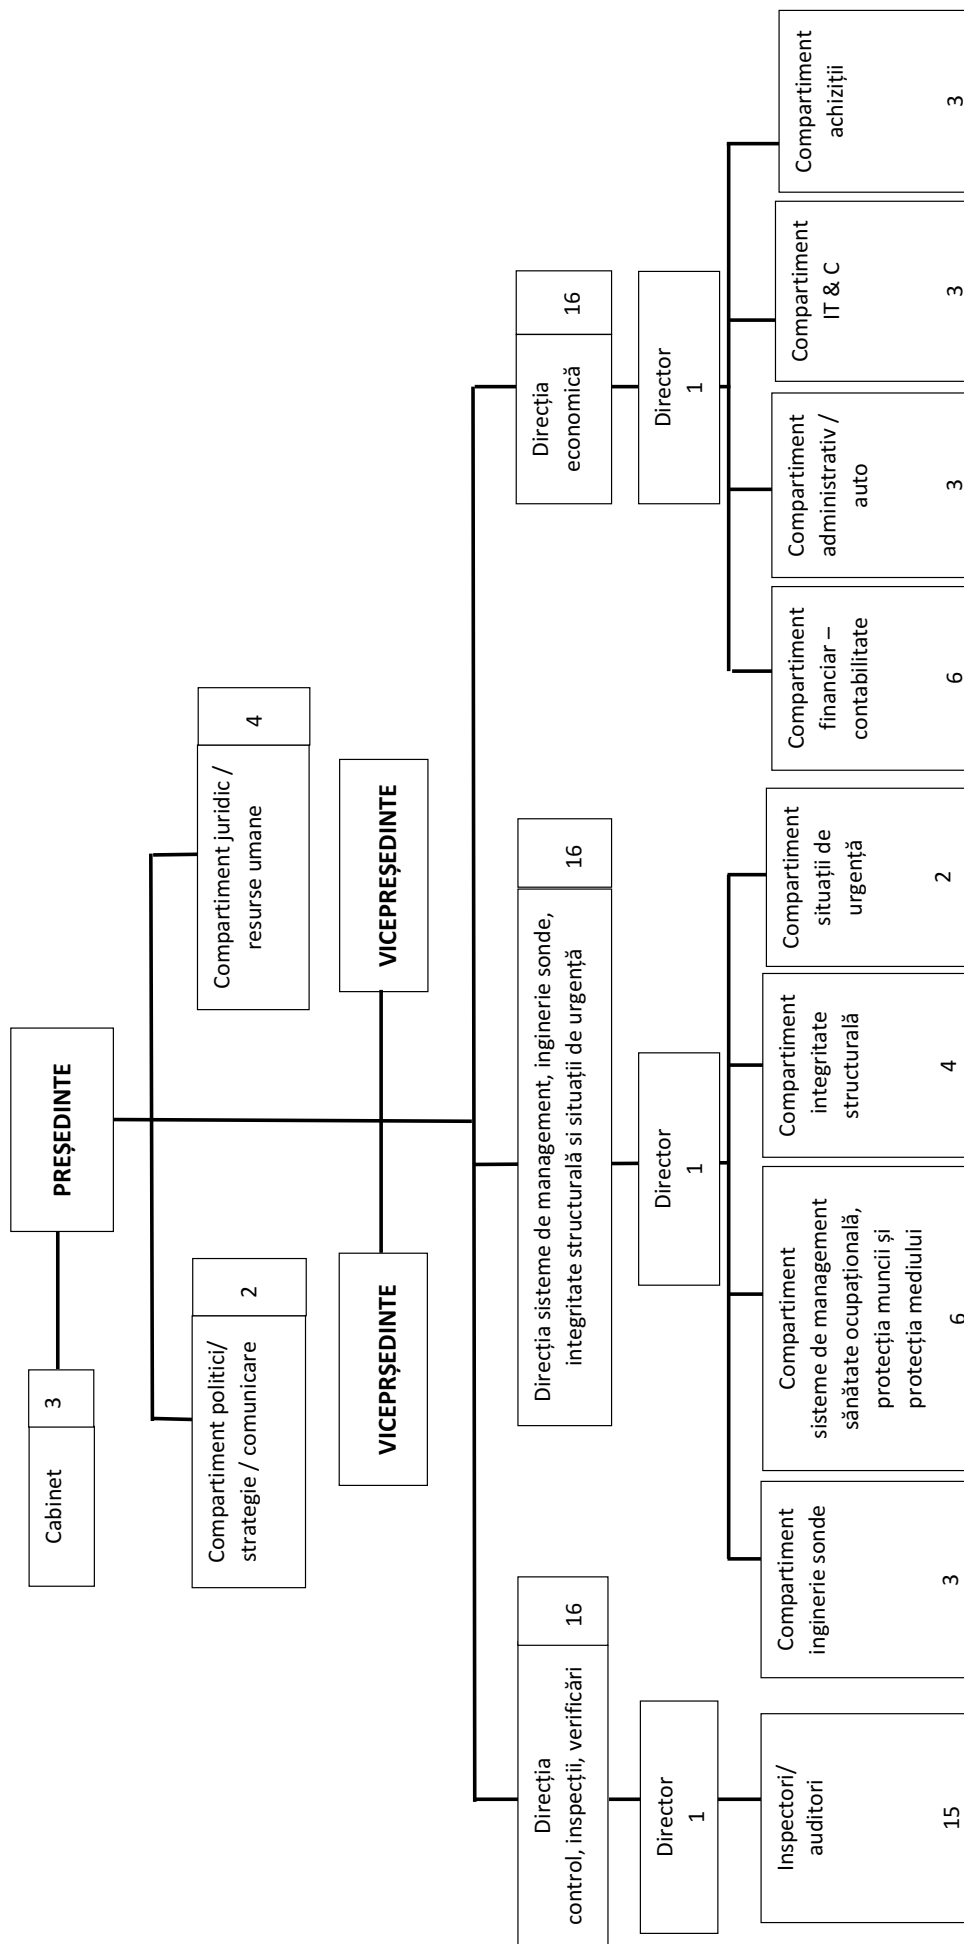 PREȘEDINTE
Cabinet
3
Compartiment politici/
strategie / comunicare
2
Compartiment juridic /
resurse umane
4
VICEPRȘEDINTE
VICEPREȘEDINTE
Direcția
control, inspecții, verificări
16
Direcția sisteme de management, inginerie sonde,
integritate structurală si situații de urgență
16
Direcția
economică
16
Director
1
Director
1
Director
1
Inspectori/
auditori
15
Compartiment
inginerie sonde
3
Compartiment
sisteme de management
sănătate ocupațională,
protecția muncii și
protecția mediului
6
Compartiment
integritate
structurală
4
Compartiment
situații de
urgență
2
Compartiment
financiar –
contabilitate
6
Compartiment
administrativ /
auto
3
Compartiment
IT & C
3
Compartiment
achiziții
3